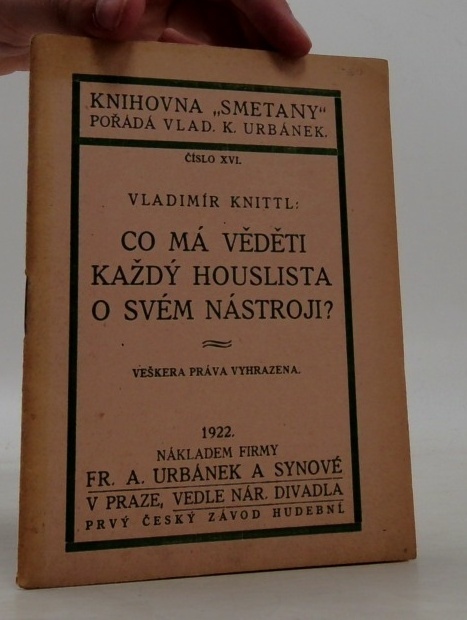 KNIHOVNA „SMETANY“
POŘÁDÁ VLAD. K. URBÁNEK.
ČÍSLO XVI.
VLADIMÍR KNITTL:
CO MÁ VĚDĚTI
KAŽDÝ HOUSLISTA
O SVÉM NÁSTROJI?
VEŠKERA PRÁVA VYHRAZENA.
1922.
NÁKLADEM FIRMY
FR. A. URBÁNEK A SYNOVÉ
V PRAZE, VEDLE NÁR. DIVADLA
PRVÝ ČESKÝ ZÁVOD HUDEBNÍ